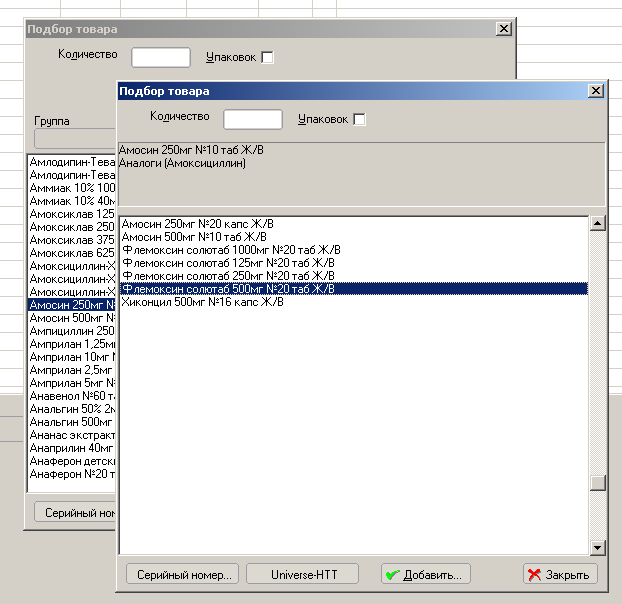 Подбор товара
Количество
Упаковок
Группа
Амлодипин-Тева
Амлодипин-Тева
Аммиак 10% 100
Аммиак 10% 40м
Амоксиклав 125
Амоксиклав 250
Амоксиклав 375
Амоксиклав 625
Амоксициллин-Х
Амоксициллин-Х
Амоксициллин-Х
Амосин 250мг №
Амосин 500мг №
Ампициллин 250
Амприлан 1,25м
Амприлан 10мг
Амприлан 2,5мг
Амприлан 5мг №
Анавенол №60 т
Анальгин 50% 2м
Анальгин 500мг
Ананас экстракт
Анаприлин 40мг
Анаферон детск
Анаферон №20 т
Серийный ном
Подбор товара
Количество
Упаковок
Амосин 250мг №10 таб Ж/В
Аналоги (Амоксициллин)
Амосин 250мг №20 капс Ж/В
Амосин 500мг №10 таб Ж/В
Флемоксин солютаб 1000мг №20 таб Ж/В
Флемоксин солютаб 125мг №20 таб Ж/В
Флемоксин солютаб 250мг №20 таб Ж/В
Флемоксин солютаб 500мг №20 таб Ж/В
Хиконцил 500мг №16 капс Ж/В
Серийный номер...
Universe-HTT
Добавить...
Закрыть